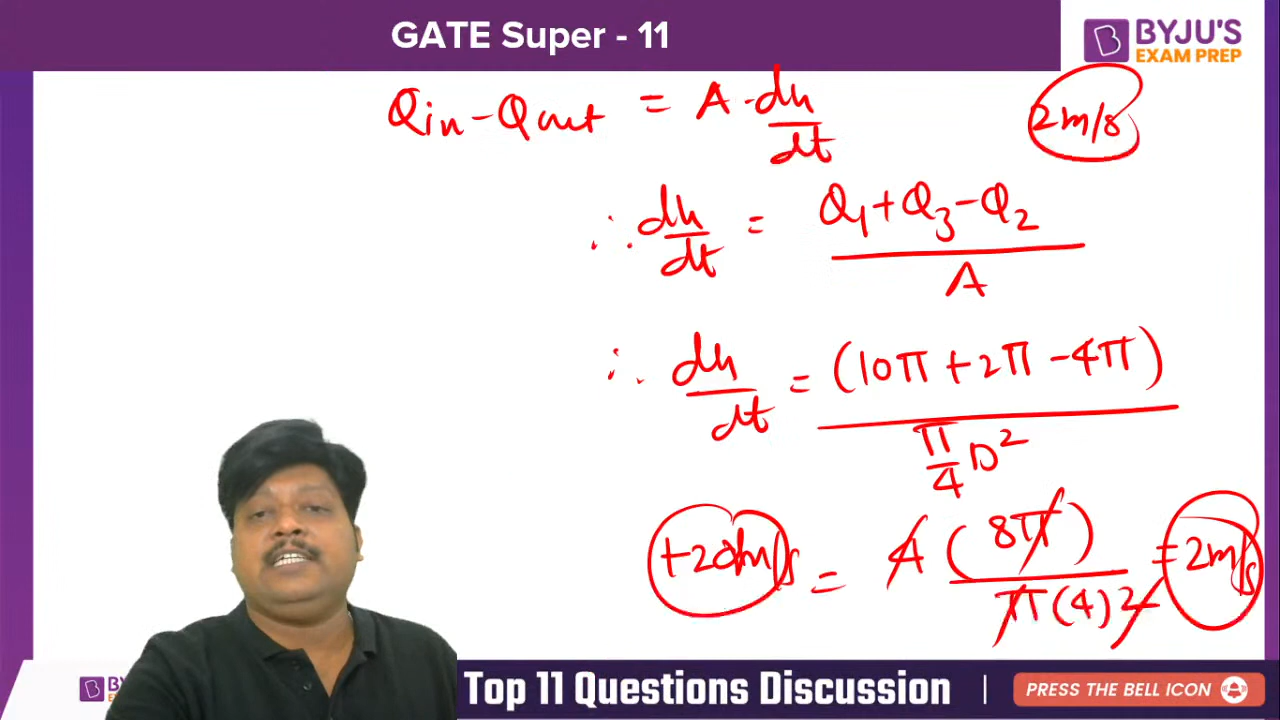 GATE Super - 11
BYJU'S
EXAM PREP
Qin - Qout = A · dh/dt
2m/s
∴ dh/dt = (Q₁ + Q₃ - Q₂) / A
∴ dh/dt = (10π + 2π - 4π) / (π/4 D²)
= 4 (8π) / (π(4)²) = 2m/s
BY
Top 11 Questions Discussion
PRESS THE BELL ICON